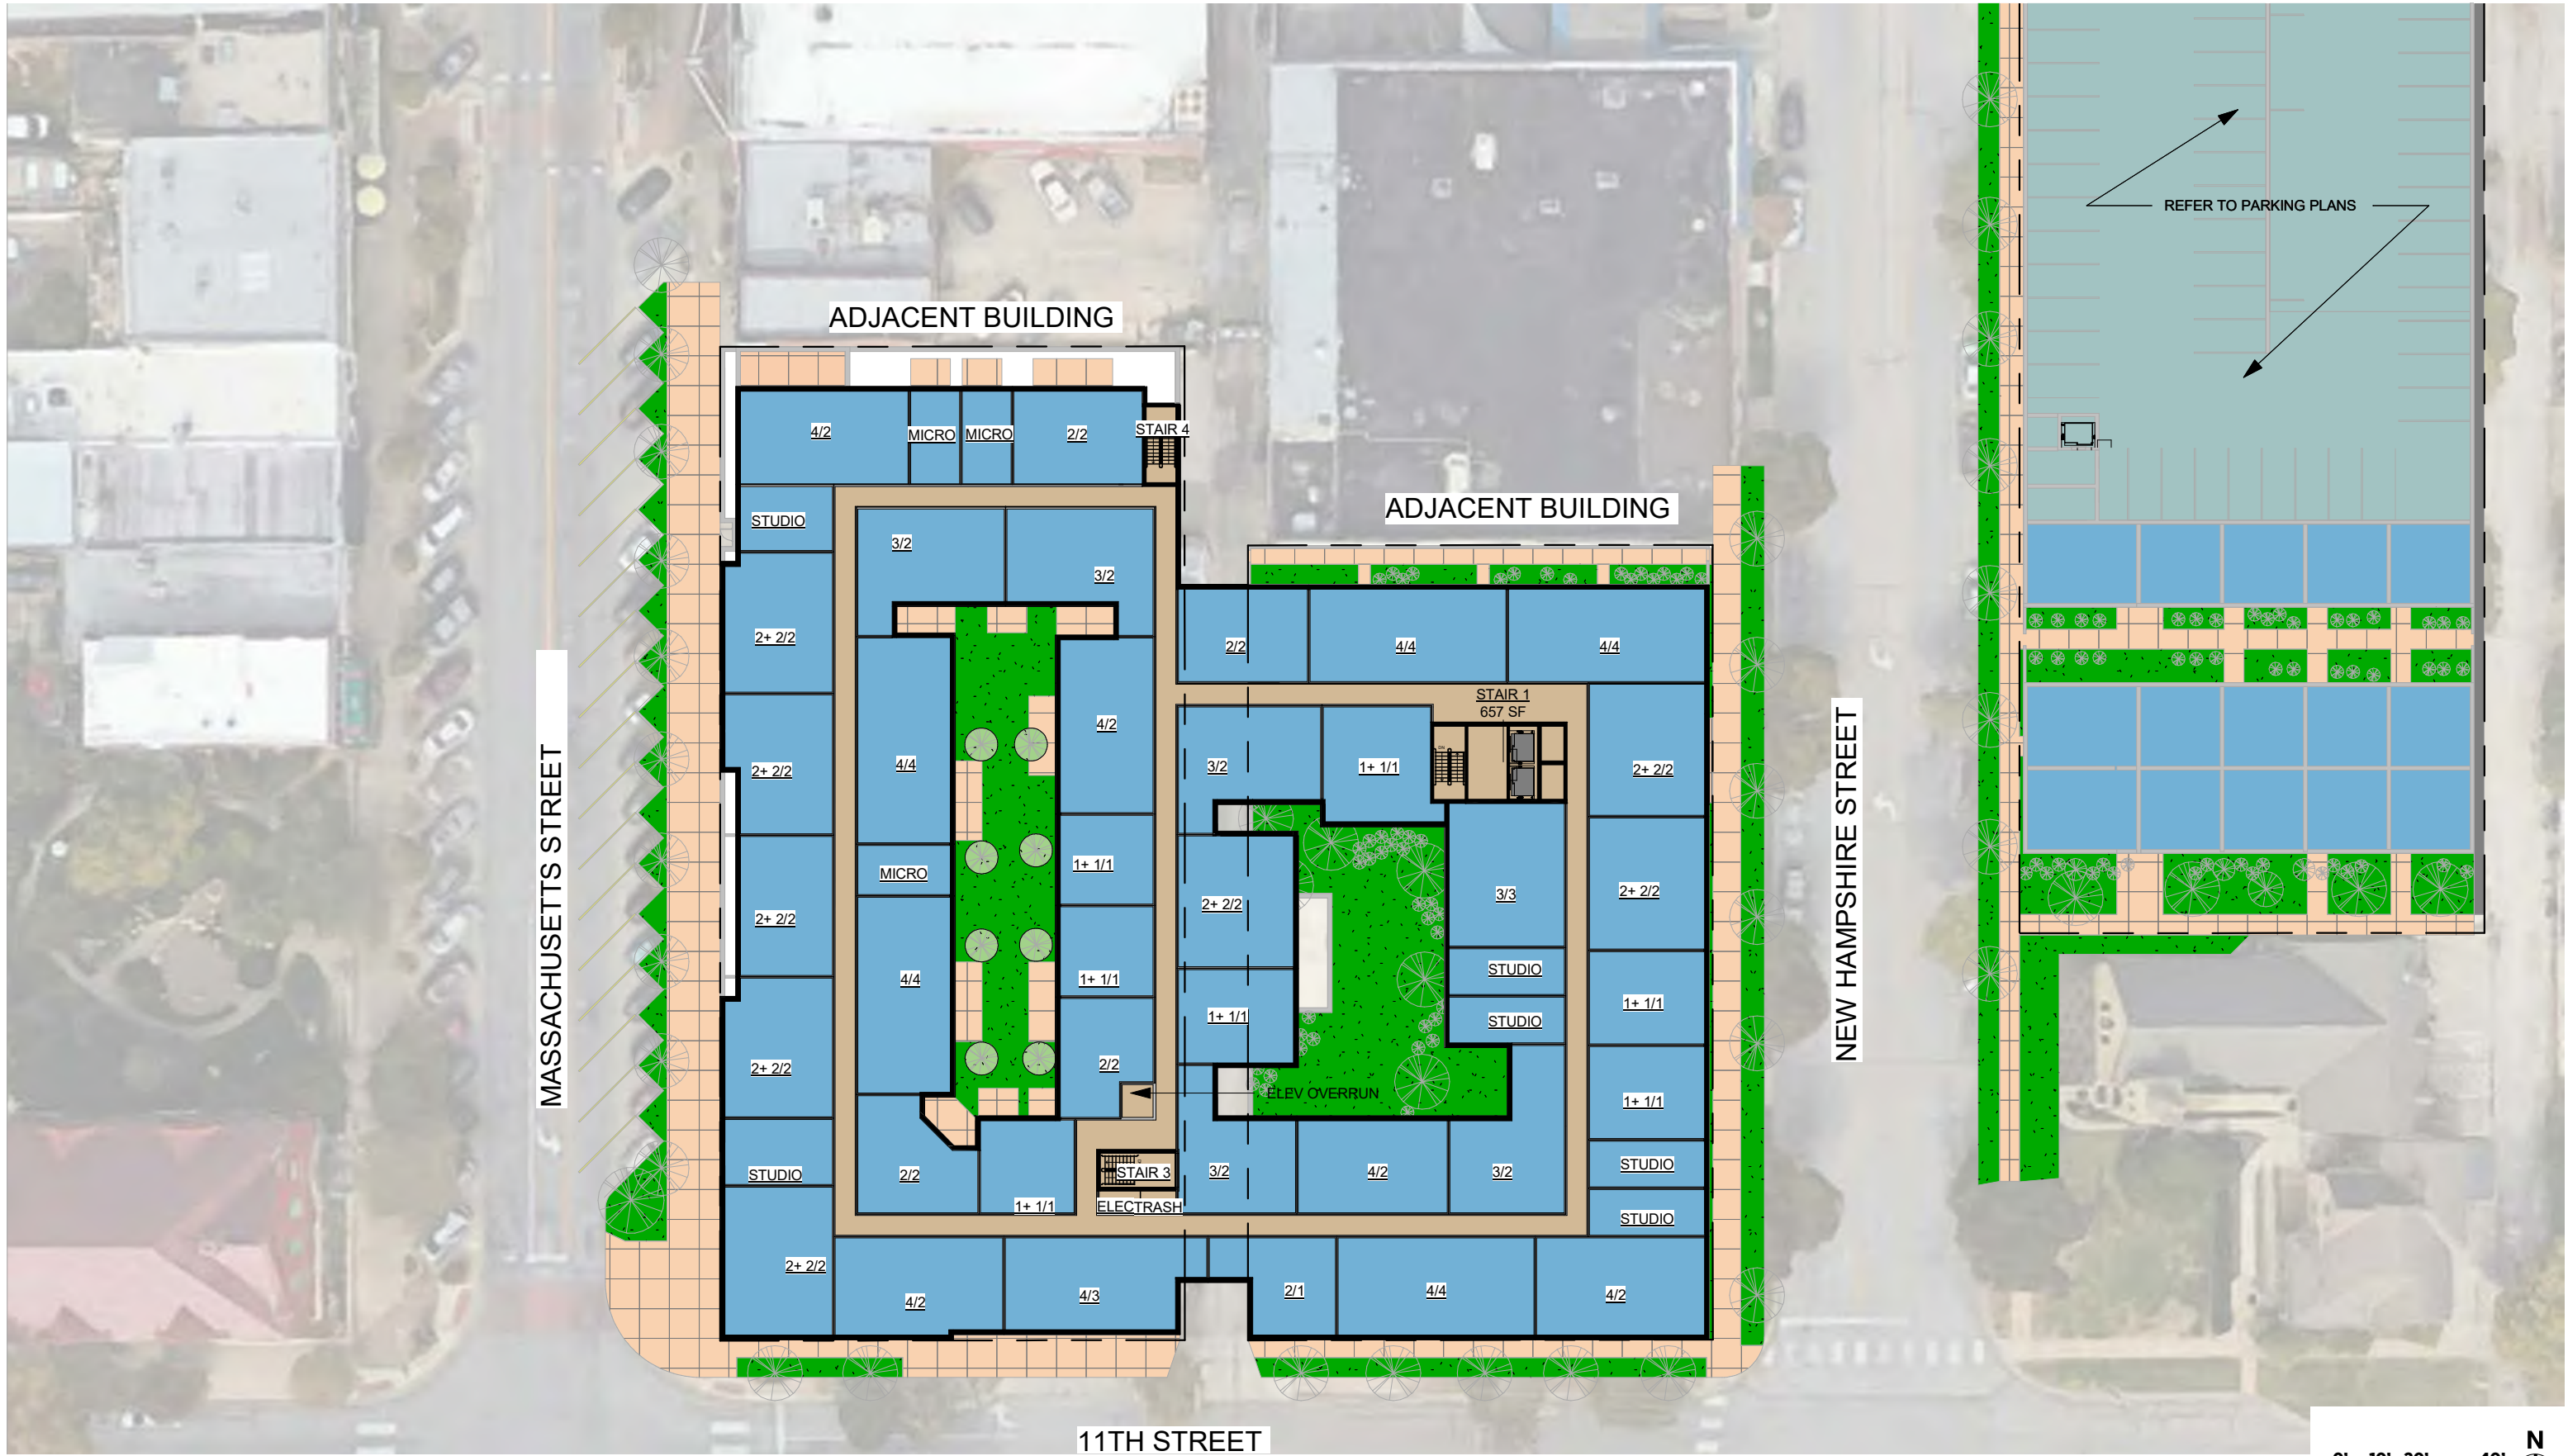 REFER TO PARKING PLANS
ADJACENT BUILDING
4/2
MICRO
MICRO
2/2
STAIR 4
STUDIO
3/2
3/2
ADJACENT BUILDING
2+ 2/2
2/2
4/4
4/4
STAIR 1
657 SF
4/2
4/4
2+ 2/2
3/2
1+ 1/1
2+ 2/2
MICRO
1+ 1/1
2+ 2/2
2+ 2/2
3/3
2+ 2/2
4/4
1+ 1/1
STUDIO
1+ 1/1
STUDIO
1+ 1/1
2+ 2/2
2/2
ELEV OVERRUN
1+ 1/1
STUDIO
2/2
STAIR 3
3/2
4/2
3/2
STUDIO
1+ 1/1
ELECTRASH
STUDIO
2+ 2/2
4/2
4/3
2/1
4/4
4/2
MASSACHUSETTS STREET
NEW HAMPSHIRE STREET
11TH STREET
N